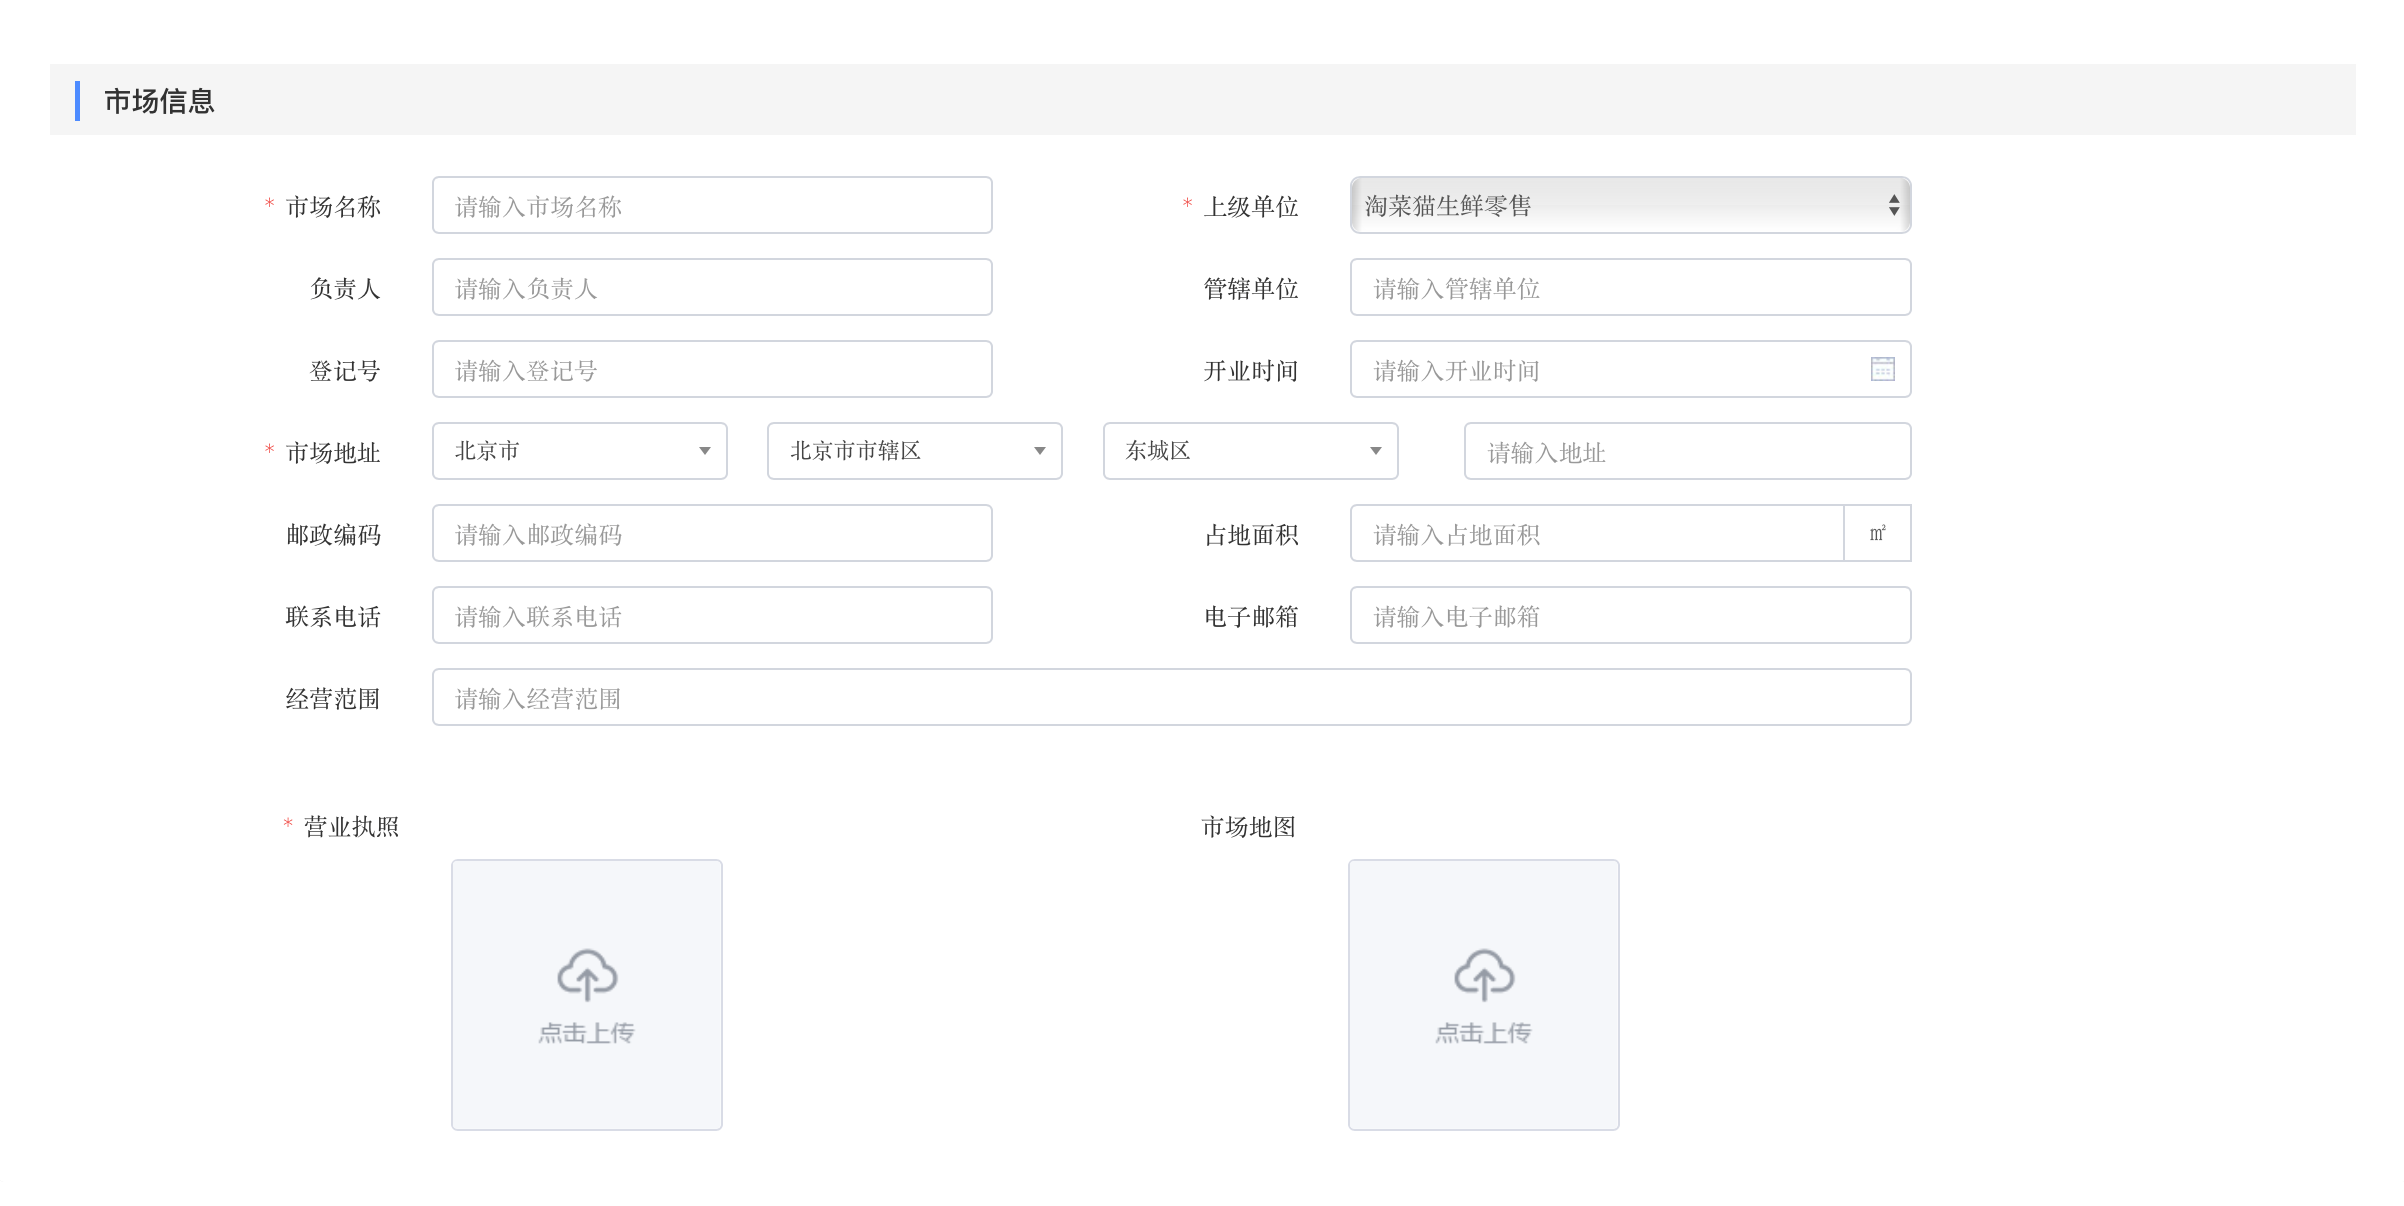 市场信息
* 市场名称 请输入市场名称 * 上级单位 淘菜猫生鲜零售
负责人 请输入负责人 管辖单位 请输入管辖单位
登记号 请输入登记号 开业时间 请输入开业时间
* 市场地址 北京市 北京市市辖区 东城区 请输入地址
邮政编码 请输入邮政编码 占地面积 请输入占地面积 ㎡
联系电话 请输入联系电话 电子邮箱 请输入电子邮箱
经营范围 请输入经营范围
* 营业执照 市场地图
点击上传 点击上传